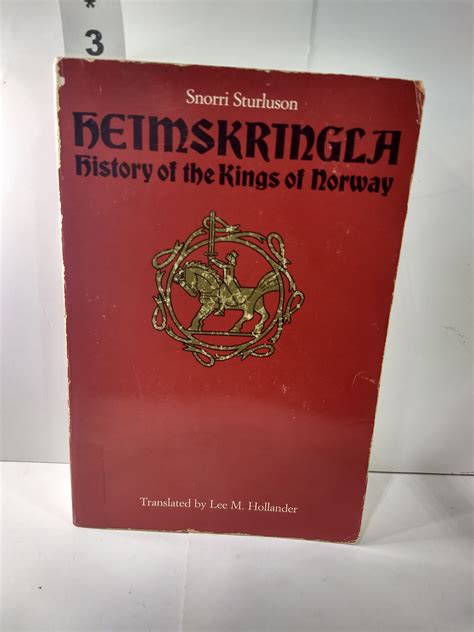 *
3
Snorri Sturluson
HEIMSKRINGLA
History of the Kings of Norway
Translated by Lee M. Hollander